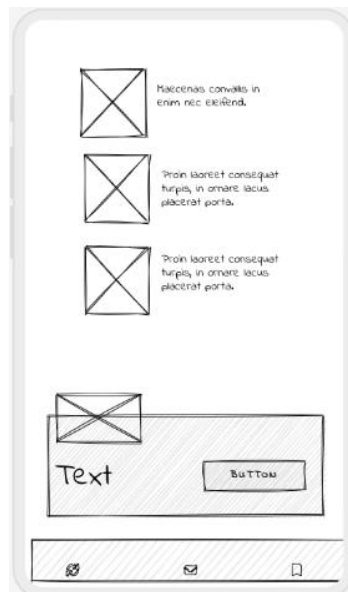 Maecenas convallis in
enim nec eleifend.
Proin laoreet consequat
turpis, in ornare lacus
placerat porta.
Proin laoreet consequat
turpis, in ornare lacus
placerat porta.
Text
BUTTON